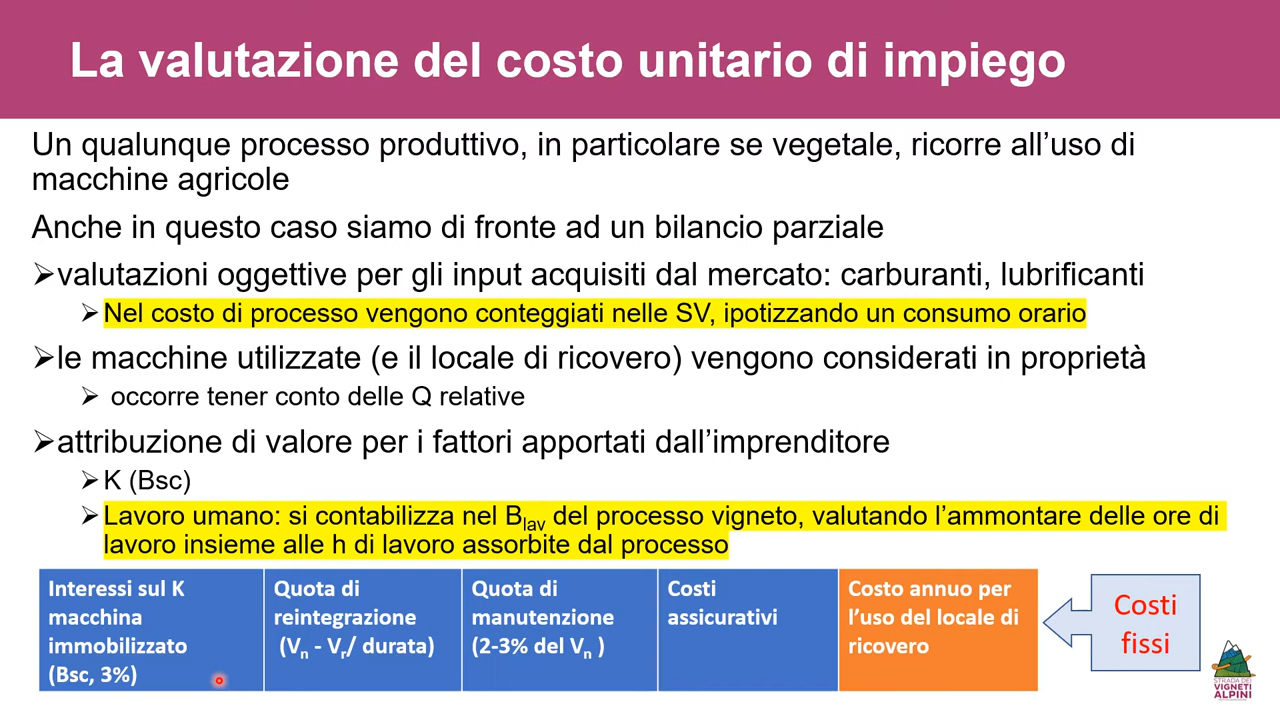 La valutazione del costo unitario di impiego
Un qualunque processo produttivo, in particolare se vegetale, ricorre all’uso di
macchine agricole
Anche in questo caso siamo di fronte ad un bilancio parziale
➢valutazioni oggettive per gli input acquisiti dal mercato: carburanti, lubrificanti
➢Nel costo di processo vengono conteggiati nelle SV, ipotizzando un consumo orario
➢le macchine utilizzate (e il locale di ricovero) vengono considerati in proprietà
➢ occorre tener conto delle Q relative
➢attribuzione di valore per i fattori apportati dall’imprenditore
➢K (Bsc)
➢Lavoro umano: si contabilizza nel Blav del processo vigneto, valutando l’ammontare delle ore di
lavoro insieme alle h di lavoro assorbite dal processo
Interessi sul K
macchina
immobilizzato
(Bsc, 3%)
Quota di
reintegrazione
(Vn - Vr/ durata)
Quota di
manutenzione
(2-3% del Vn )
Costi
assicurativi
Costo annuo per
l’uso del locale di
ricovero
Costi
fissi
STRADA DEI
VIGNETI
ALPINI